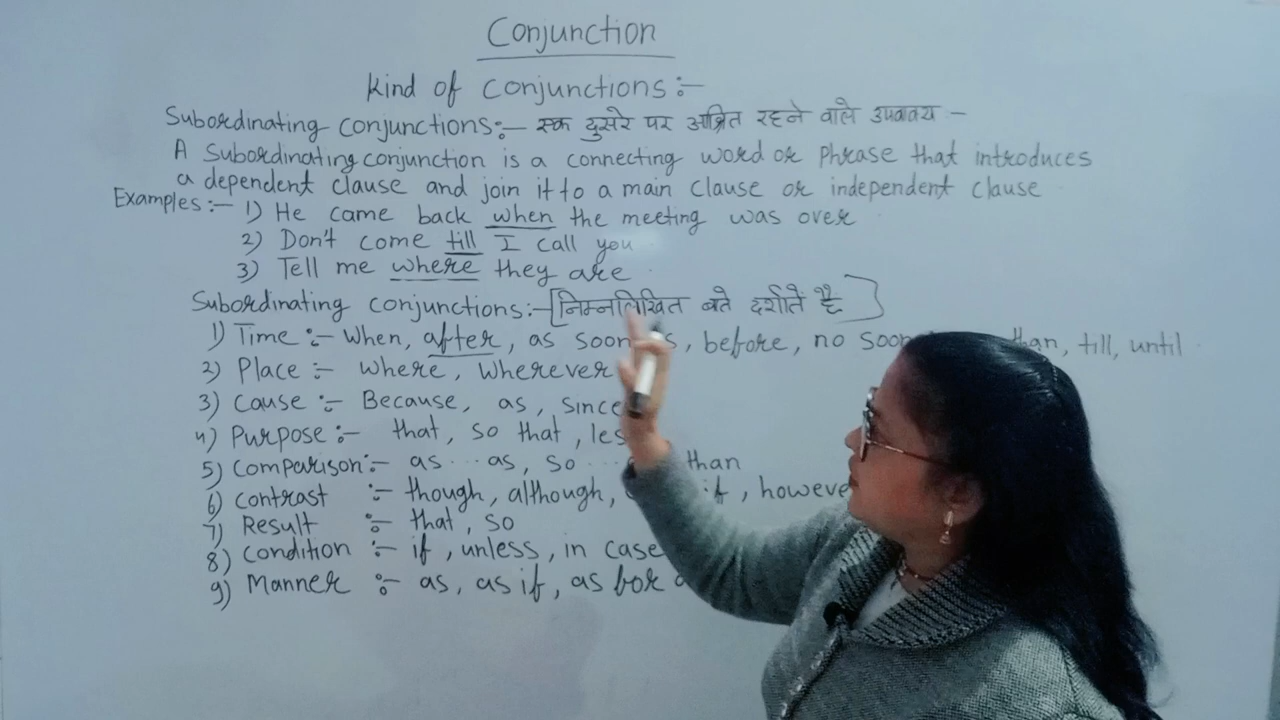 Conjunction
Kind of Conjunctions:-
Subordinating Conjunctions:- एक दुसरे पर आश्रित रहने वाले उपवाक्य -
A Subordinating conjunction is a connecting word or phrase that introduces
a dependent clause and join it to a main clause or independent clause
Examples:- 1) He came back when the meeting was over
2) Don't come till I call you
3) Tell me where they are
Subordinating conjunctions:- [निम्नलिखित बाते दर्शाते है]
1) Time:- When, after, as soon, before, no than, till, until
2) Place:- where, wherever
3) Cause:- Because, as, since
4) Purpose:- that, so that,
5) Comparison:- as...as, so... than
6) Contrast:- though, although, if,
7) Result:- that, so
8) Condition:- if, unless, in case
9) Manner:- as, as if, as bor